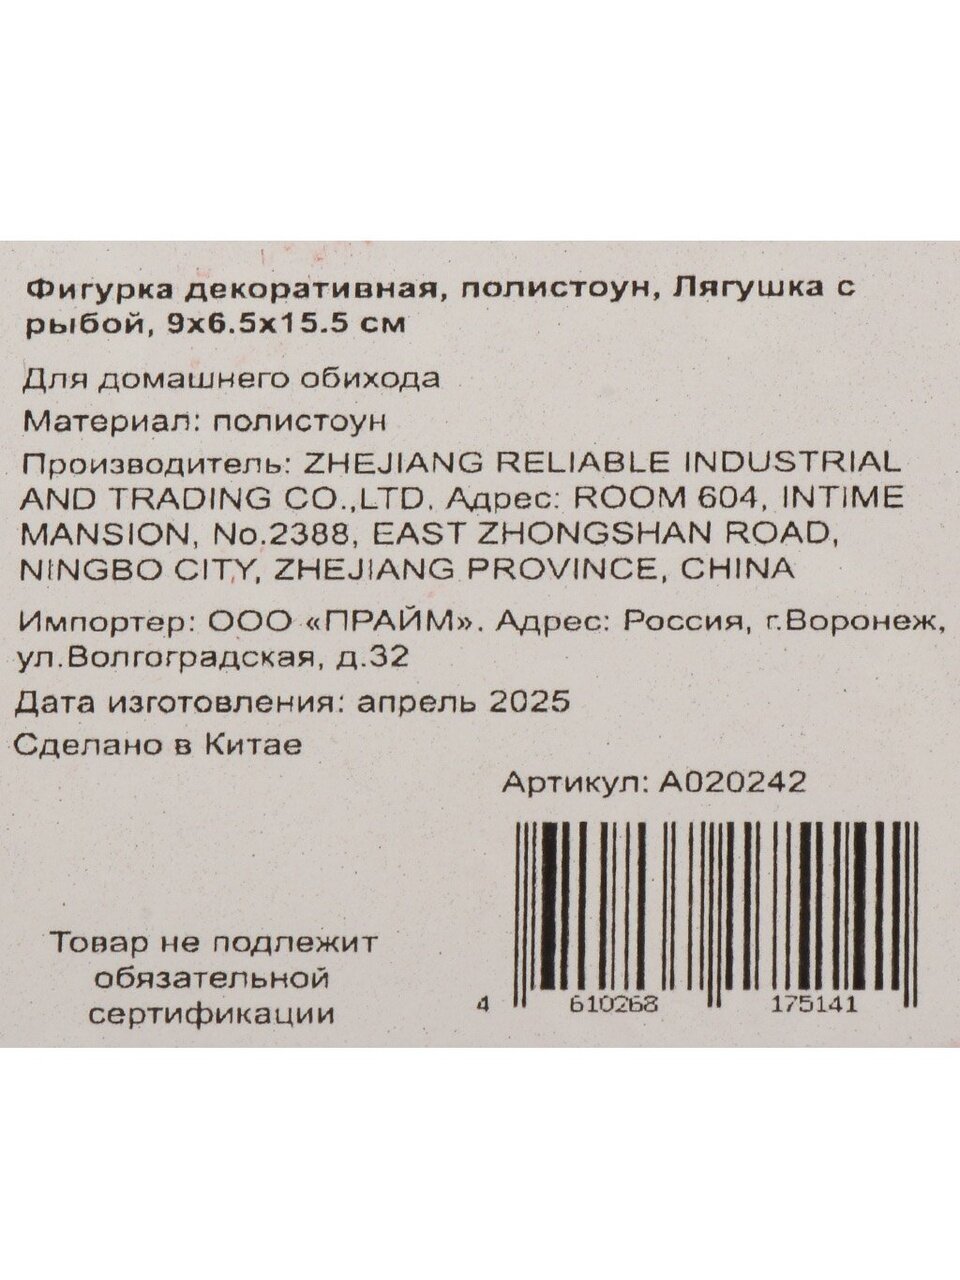 Фигурка декоративная, полистоун, Лягушка с
рыбой, 9х6.5х15.5 см
Для домашнего обихода
Материал: полистоун
Производитель: ZHEJIANG RELIABLE INDUSTRIAL
AND TRADING CO.,LTD. Адрес: ROOM 604, INTIME
MANSION, No.2388, EAST ZHONGSHAN ROAD,
NINGBO CITY, ZHEJIANG PROVINCE, CHINA
Импортер: ООО «ПРАЙМ». Адрес: Россия, г.Воронеж,
ул.Волгоградская, д.32
Дата изготовления: апрель 2025
Сделано в Китае
Артикул: А020242
Товар не подлежит
обязательной
сертификации
4 610268 175141